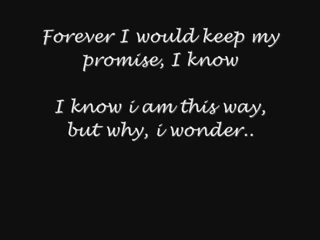 Forever I would keep my
promise, I know
I know i am this way,
but why, i wonder..